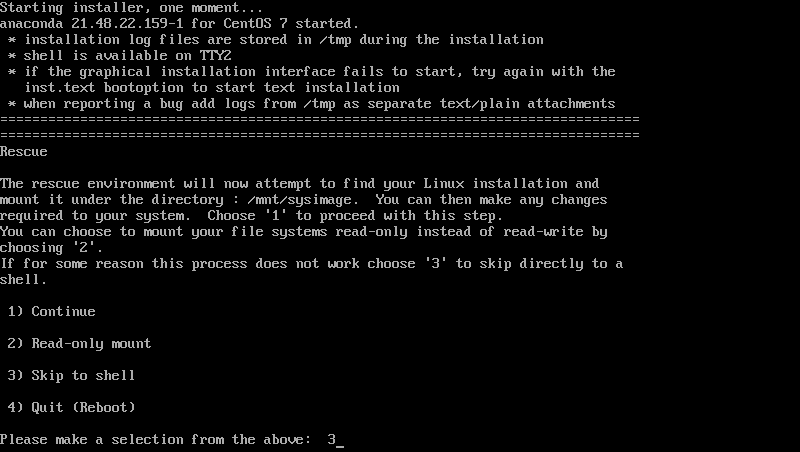 Starting installer, one moment...
anaconda 21.48.22.159-1 for CentOS 7 started.
 * installation log files are stored in /tmp during the installation
 * shell is available on TTY2
 * if the graphical installation interface fails to start, try again with the
   inst.text bootoption to start text installation
 * when reporting a bug add logs from /tmp as separate text/plain attachments
================================================================================
================================================================================
Rescue

The rescue environment will now attempt to find your Linux installation and
mount it under the directory : /mnt/sysimage.  You can then make any changes
required to your system.  Choose '1' to proceed with this step.
You can choose to mount your file systems read-only instead of read-write by
choosing '2'.
If for some reason this process does not work choose '3' to skip directly to a
shell.

 1) Continue

 2) Read-only mount

 3) Skip to shell

 4) Quit (Reboot)

Please make a selection from the above:  3_